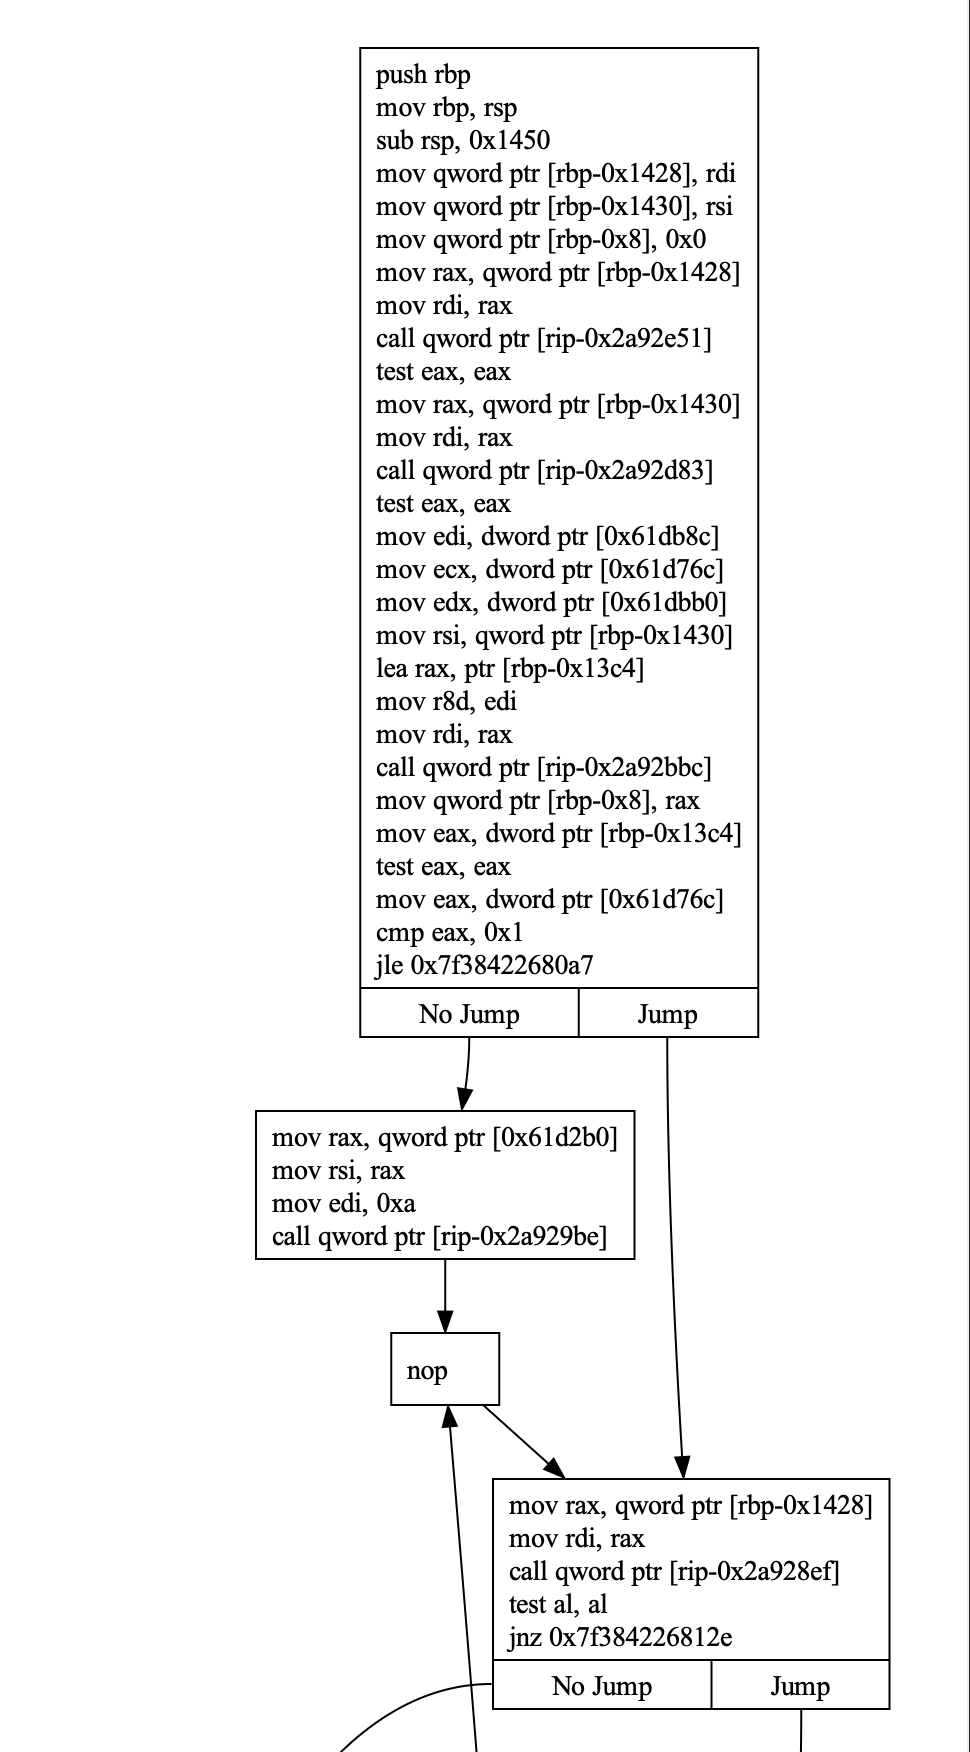 push rbp
mov rbp, rsp
sub rsp, 0x1450
mov qword ptr [rbp-0x1428], rdi
mov qword ptr [rbp-0x1430], rsi
mov qword ptr [rbp-0x8], 0x0
mov rax, qword ptr [rbp-0x1428]
mov rdi, rax
call qword ptr [rip-0x2a92e51]
test eax, eax
mov rax, qword ptr [rbp-0x1430]
mov rdi, rax
call qword ptr [rip-0x2a92d83]
test eax, eax
mov edi, dword ptr [0x61db8c]
mov ecx, dword ptr [0x61d76c]
mov edx, dword ptr [0x61dbb0]
mov rsi, qword ptr [rbp-0x1430]
lea rax, ptr [rbp-0x13c4]
mov r8d, edi
mov rdi, rax
call qword ptr [rip-0x2a92bbc]
mov qword ptr [rbp-0x8], rax
mov eax, dword ptr [rbp-0x13c4]
test eax, eax
mov eax, dword ptr [0x61d76c]
cmp eax, 0x1
jle 0x7f38422680a7
No Jump
Jump
mov rax, qword ptr [0x61d2b0]
mov rsi, rax
mov edi, 0xa
call qword ptr [rip-0x2a929be]
nop
mov rax, qword ptr [rbp-0x1428]
mov rdi, rax
call qword ptr [rip-0x2a928ef]
test al, al
jnz 0x7f384226812e
No Jump
Jump